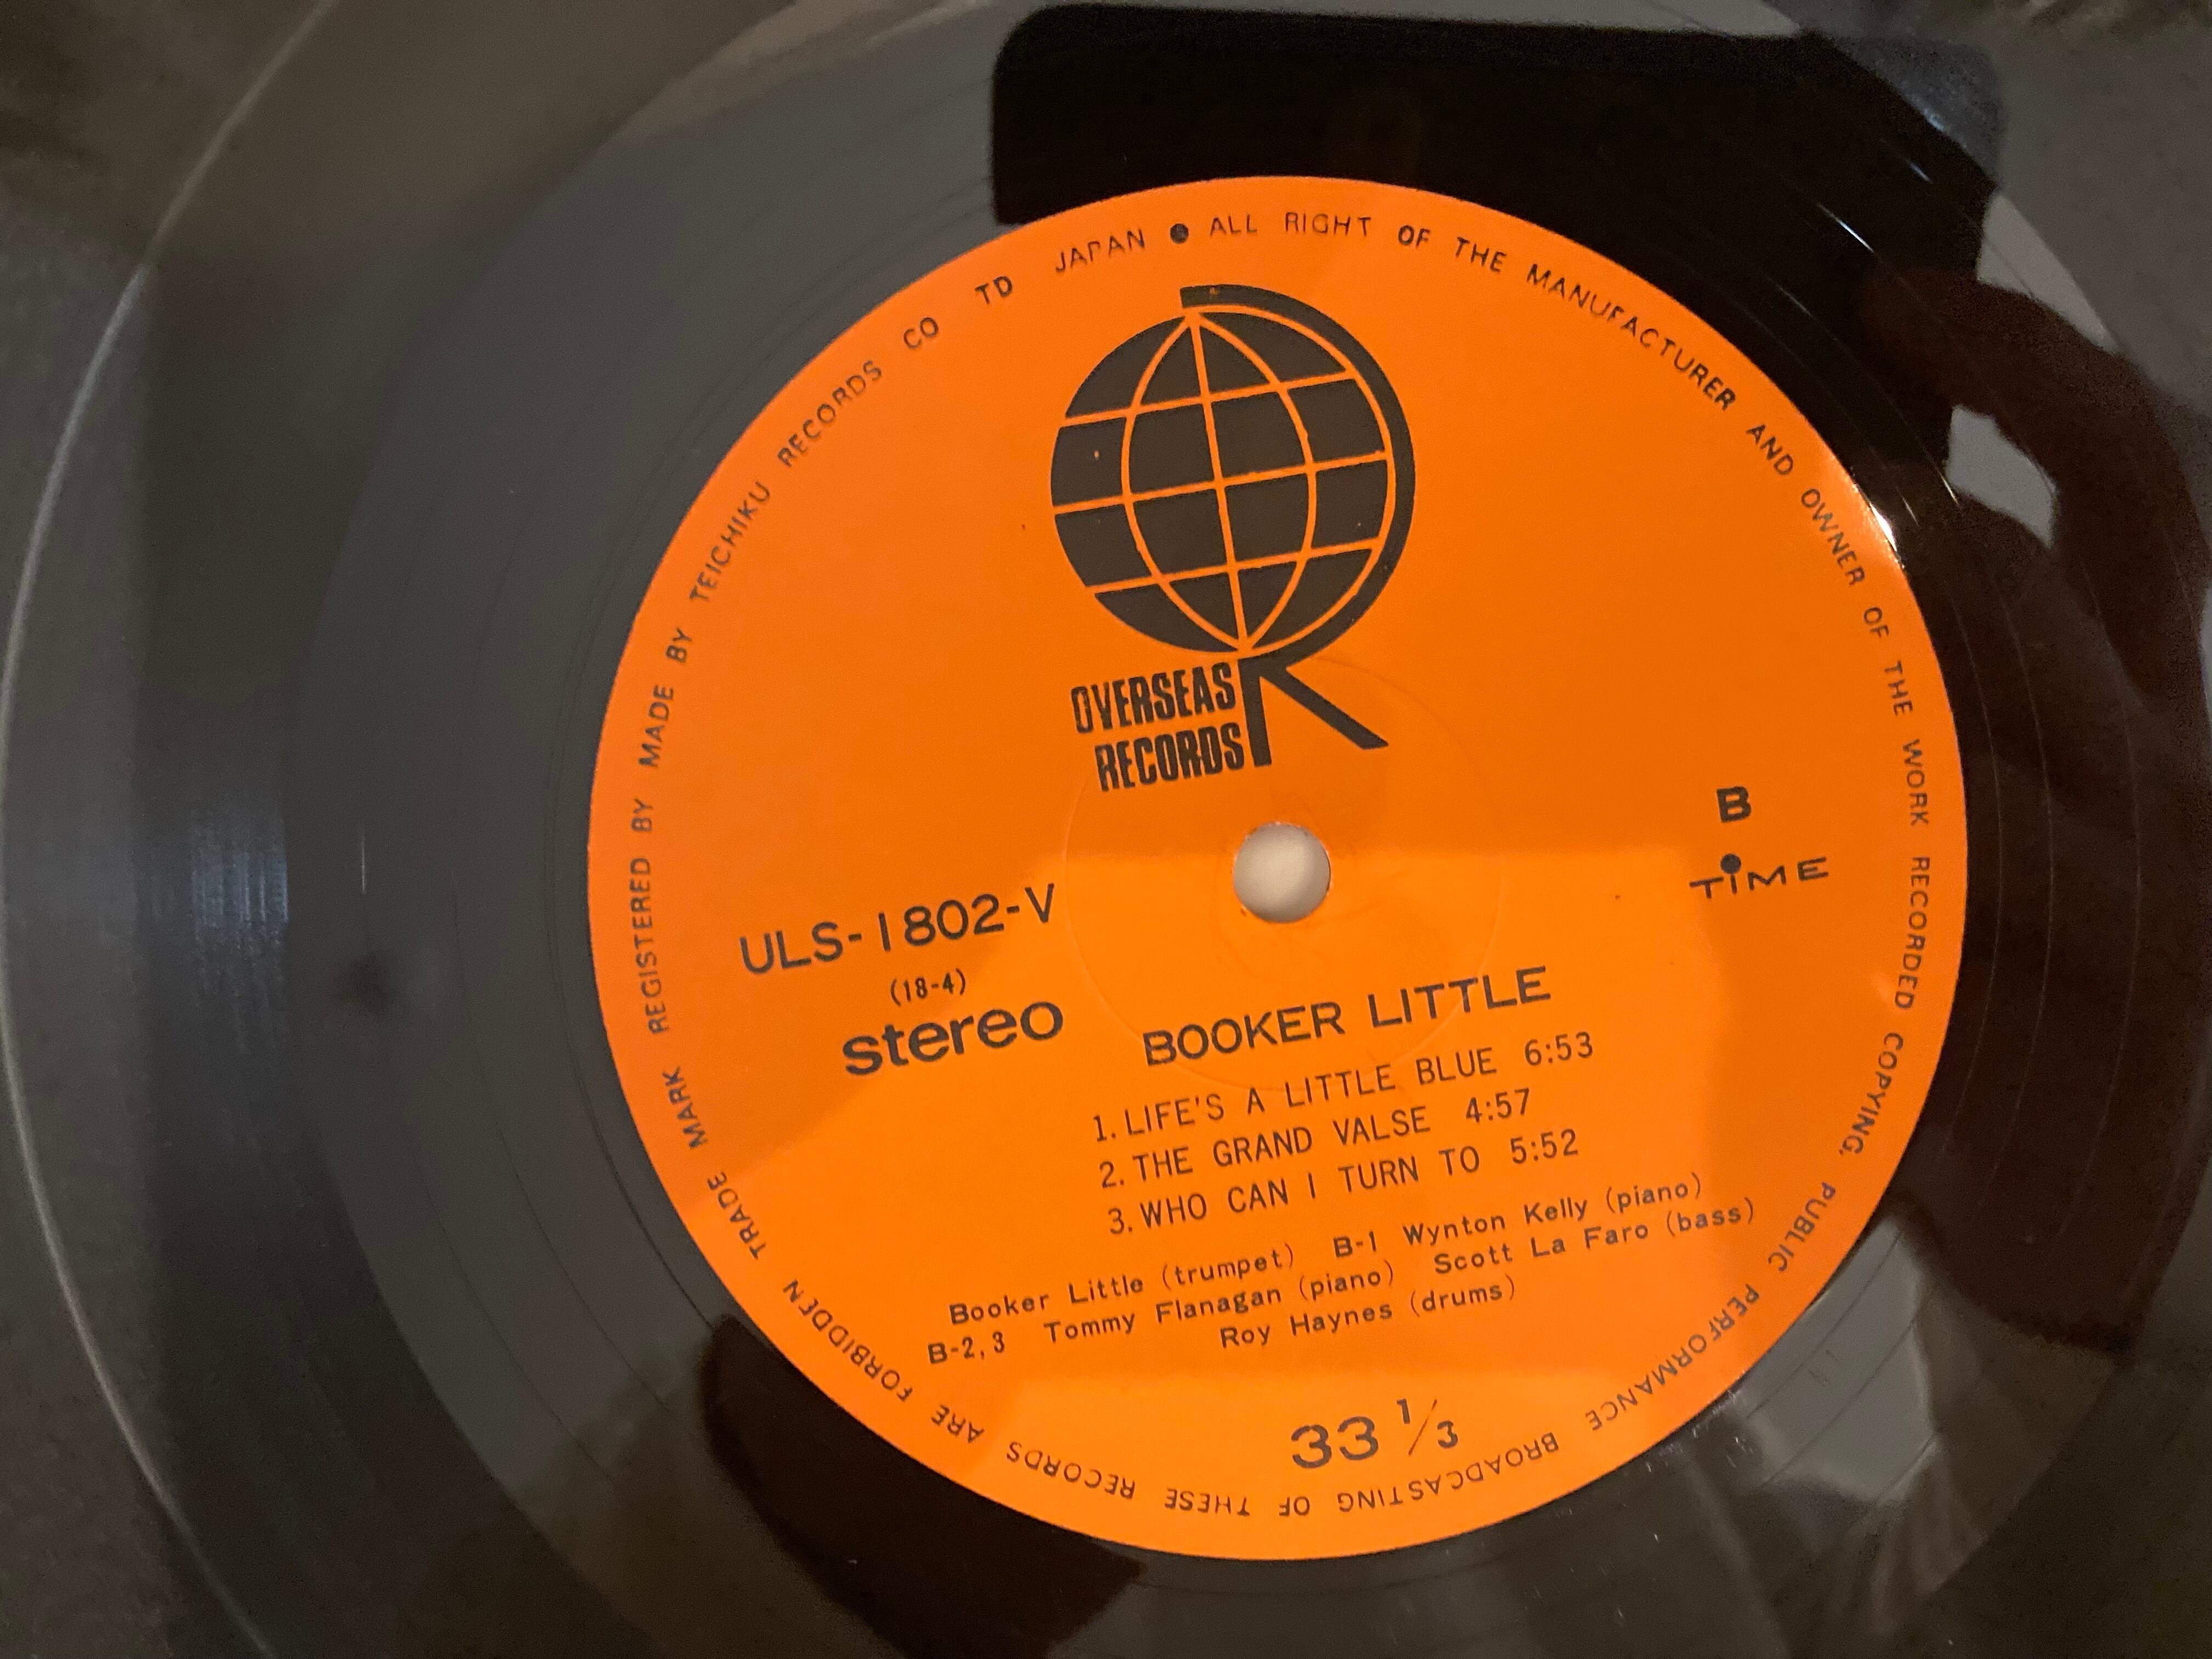 TRADE MARK REGISTERED BY MADE BY TEICHIKU RECORDS CO TD JAPAN ● ALL RIGHT OF THE MANUFACTURER AND OWNER OF THE WORK RECORDED COPYING. PUBLIC PERFORMANCE BROADCASTING OF THESE RECORDS ARE FORBIDDEN
OVERSEAS
RECORDS
B
TIME
ULS-1802-V
(18-4)
stereo
BOOKER LITTLE
1. LIFE'S A LITTLE BLUE 6:53
2. THE GRAND VALSE 4:57
3. WHO CAN I TURN TO 5:52
Booker Little (trumpet) B-1 Wynton Kelly (piano)
B-2,3 Tommy Flanagan (piano) Scott La Faro (bass)
Roy Haynes (drums)
33 1/3